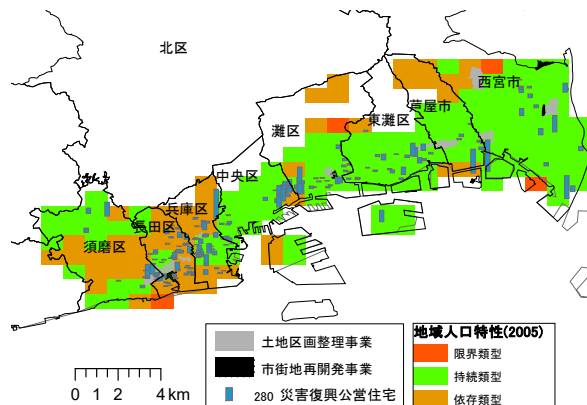 北区
西宮市
芦屋市
東灘区
灘区
中央区
兵庫区
長田区
須磨区
土地区画整理事業
市街地再開発事業
280 災害復興公営住宅
地域人口特性(2005)
限界類型
持続類型
依存類型
0 1 2 4 km